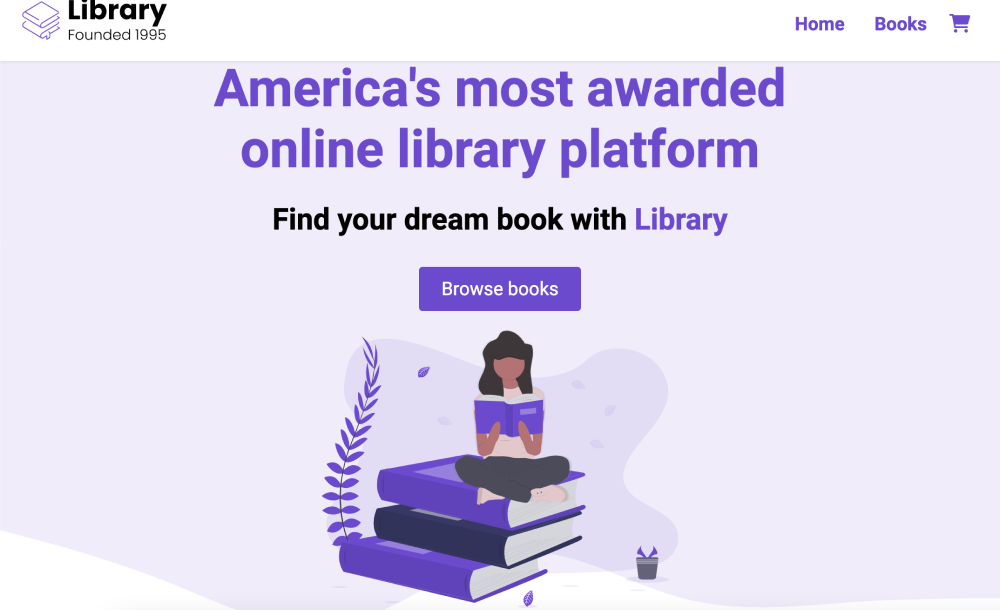 Library
Founded 1995
Home
Books
America's most awarded
online library platform
Find your dream book with Library
Browse books